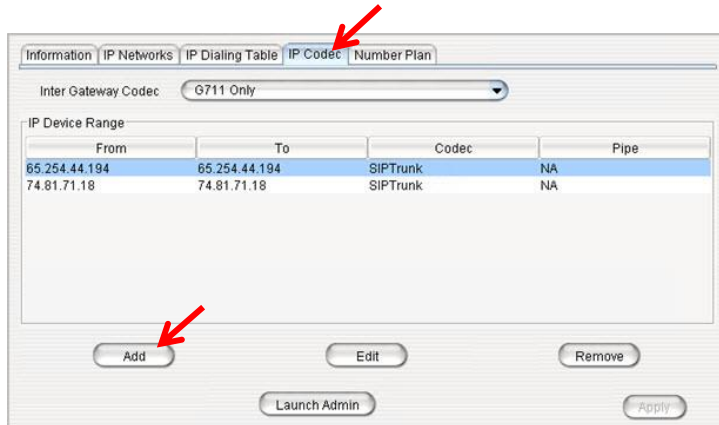 Information IP Networks IP Dialing Table IP Codec Number Plan
Inter Gateway Codec G711 Only
IP Device Range
From To Codec Pipe
65.254.44.194 65.254.44.194 SIPTrunk NA
74.81.71.18 74.81.71.18 SIPTrunk NA
Add Edit Remove
Launch Admin Apply